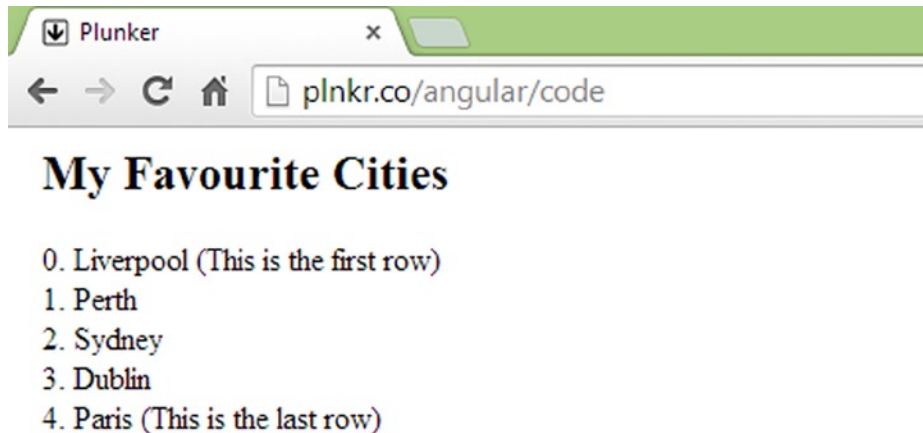 Plunker
plnkr.co/angular/code
My Favourite Cities
0. Liverpool (This is the first row)
1. Perth
2. Sydney
3. Dublin
4. Paris (This is the last row)